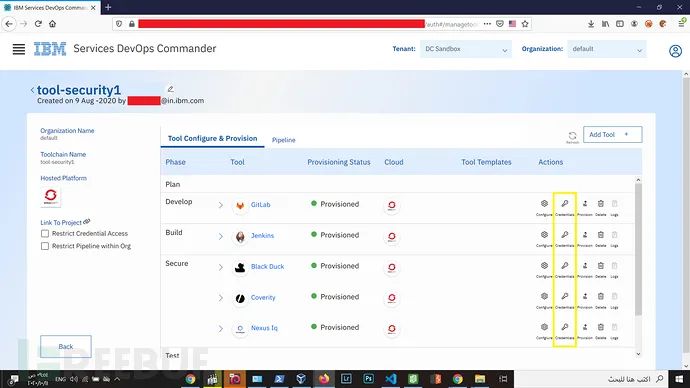 IBM Services DevOps Commander
/auth#/managetoo
IBM Services DevOps Commander
Tenant: DC Sandbox Organization: default
tool-security1
Created on 9 Aug -2020 by @in.ibm.com
Organization Name
default
Toolchain Name
tool-security1
Hosted Platform
Link To Project
Restrict Credential Access
Restrict Pipeline within Org
Back
Tool Configure & Provision Pipeline
Refresh
Add Tool +
Phase Tool Provisioning Status Cloud Tool Templates Actions
Plan
Develop GitLab Provisioned
Configure Credentials Provision Delete Logs
Build Jenkins Provisioned
Configure Credentials Provision Delete Logs
Secure Black Duck Provisioned
Configure Credentials Provision Delete Logs
Coverity Provisioned
Configure Credentials Provision Delete Logs
Nexus Iq Provisioned
Configure Credentials Provision Delete Logs
Test
REEBUF
ENG
اكتب هنا للبحث